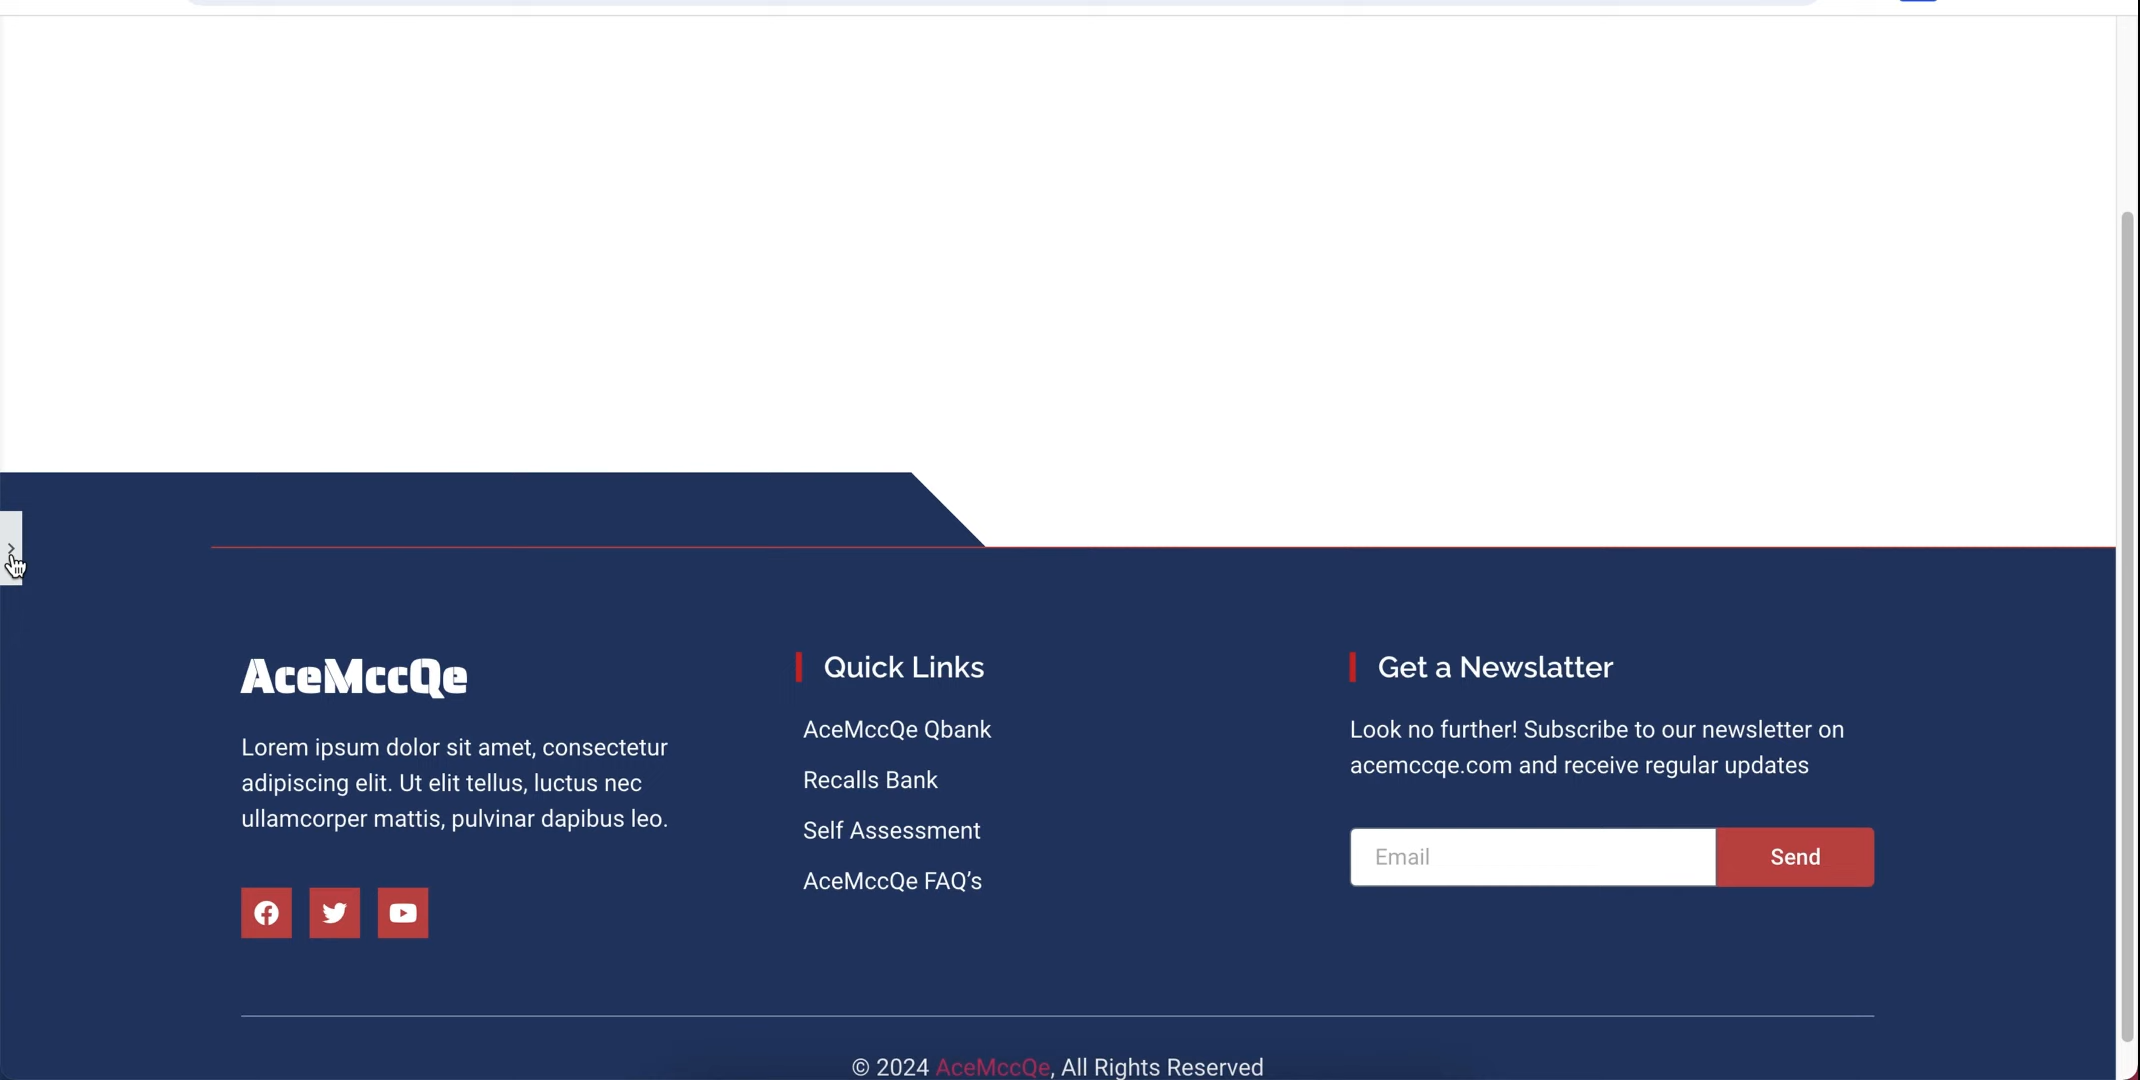 AceMccQe
Lorem ipsum dolor sit amet, consectetur
adipiscing elit. Ut elit tellus, luctus nec
ullamcorper mattis, pulvinar dapibus leo.
Quick Links
AceMccQe Qbank
Recalls Bank
Self Assessment
AceMccQe FAQ’s
Get a Newslatter
Look no further! Subscribe to our newsletter on
acemccqe.com and receive regular updates
Email
Send
© 2024 AceMccQe, All Rights Reserved